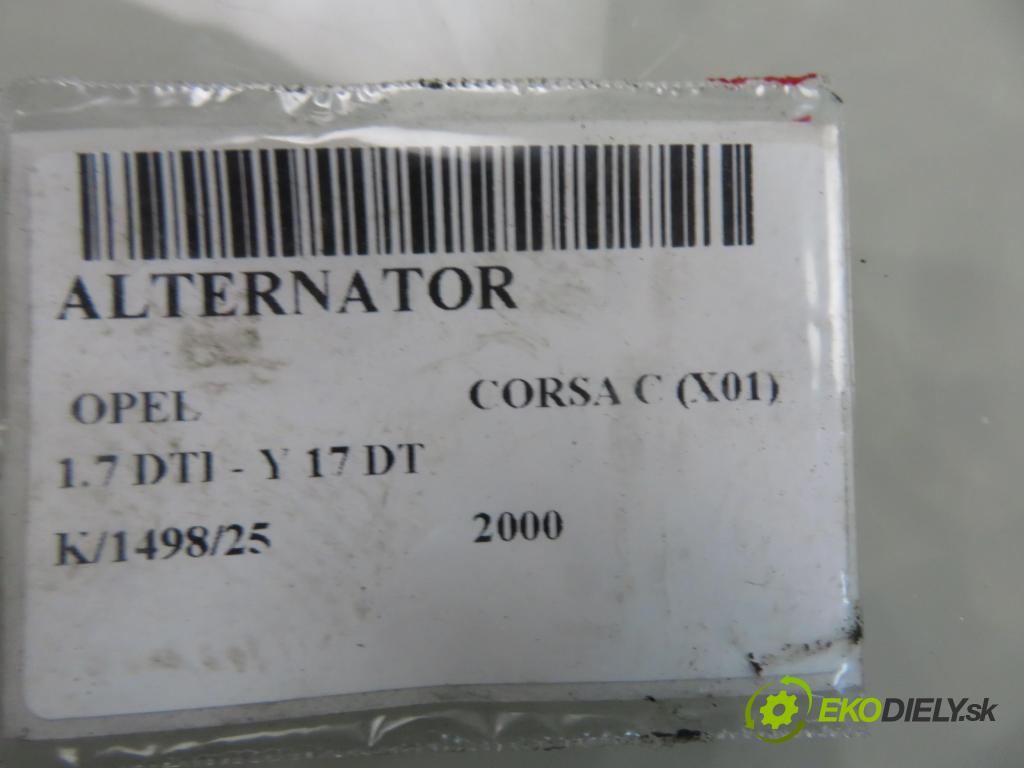 ALTERNATOR
OPEL CORSA C (X01)
1.7 DTI - Y 17 DT
K/1498/25 2000
EKODIELY.sk